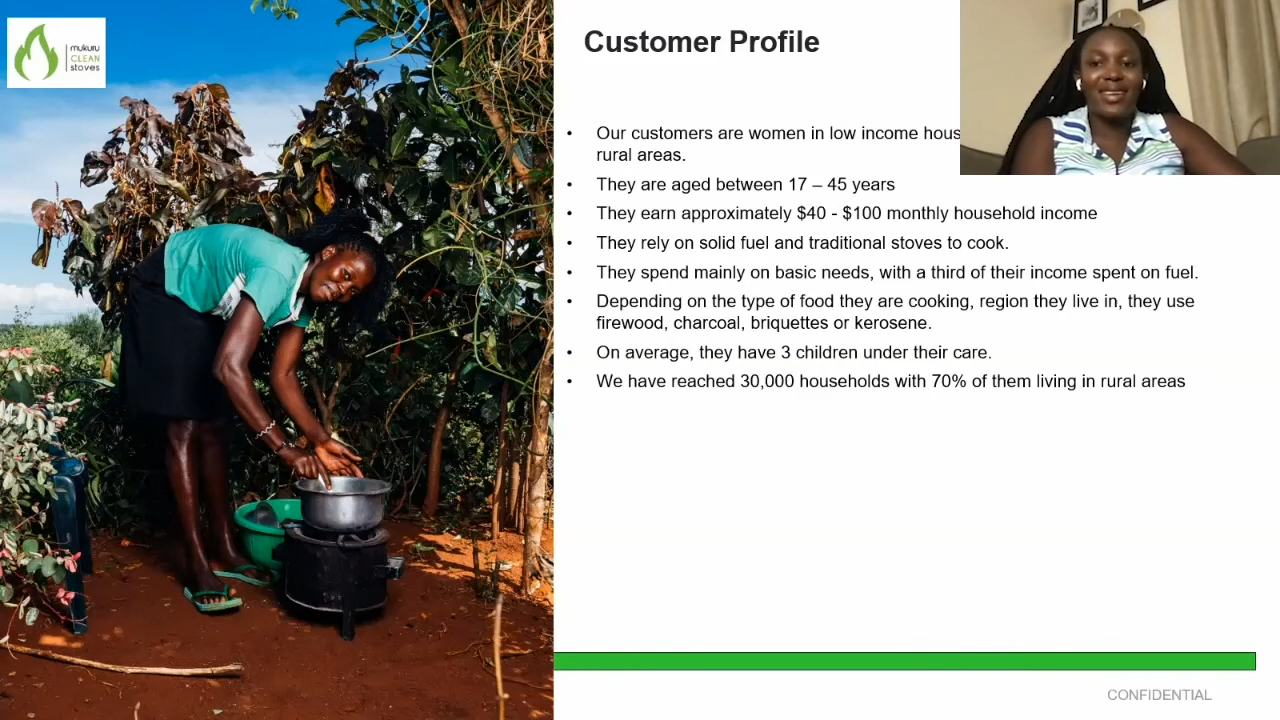 mukuru
CLEAN
stoves
Customer Profile
• Our customers are women in low income
rural areas.
• They are aged between 17 – 45 years
• They earn approximately $40 - $100 monthly household income
• They rely on solid fuel and traditional stoves to cook.
• They spend mainly on basic needs, with a third of their income spent on fuel.
• Depending on the type of food they are cooking, region they live in, they use
firewood, charcoal, briquettes or kerosene.
• On average, they have 3 children under their care.
• We have reached 30,000 households with 70% of them living in rural areas
CONFIDENTIAL